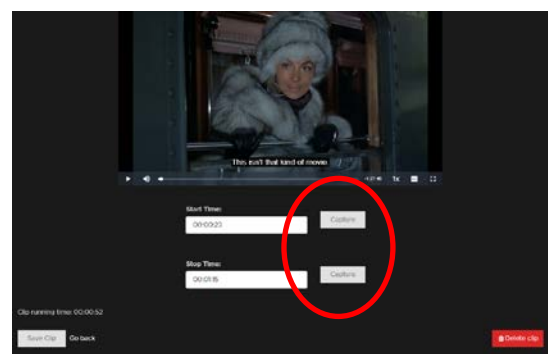 This isn't that kind of movie
1x
Start Time:
00:00:23
Capture
Stop Time:
00:01:15
Capture
Clip running time: 00:00:52
Save Clip
Go back
Delete clip